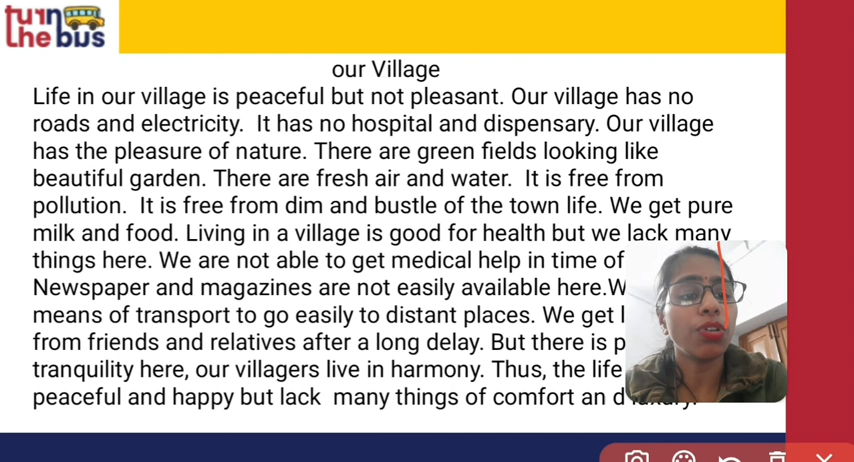 turn
the bus
our Village
Life in our village is peaceful but not pleasant. Our village has no
roads and electricity. It has no hospital and dispensary. Our village
has the pleasure of nature. There are green fields looking like
beautiful garden. There are fresh air and water. It is free from
pollution. It is free from dim and bustle of the town life. We get pure
milk and food. Living in a village is good for health but we lack many
things here. We are not able to get medical help in time of
Newspaper and magazines are not easily available here.
means of transport to go easily to distant places. We get
from friends and relatives after a long delay. But there is
tranquility here, our villagers live in harmony. Thus, the life
peaceful and happy but lack many things of comfort an d luxury.